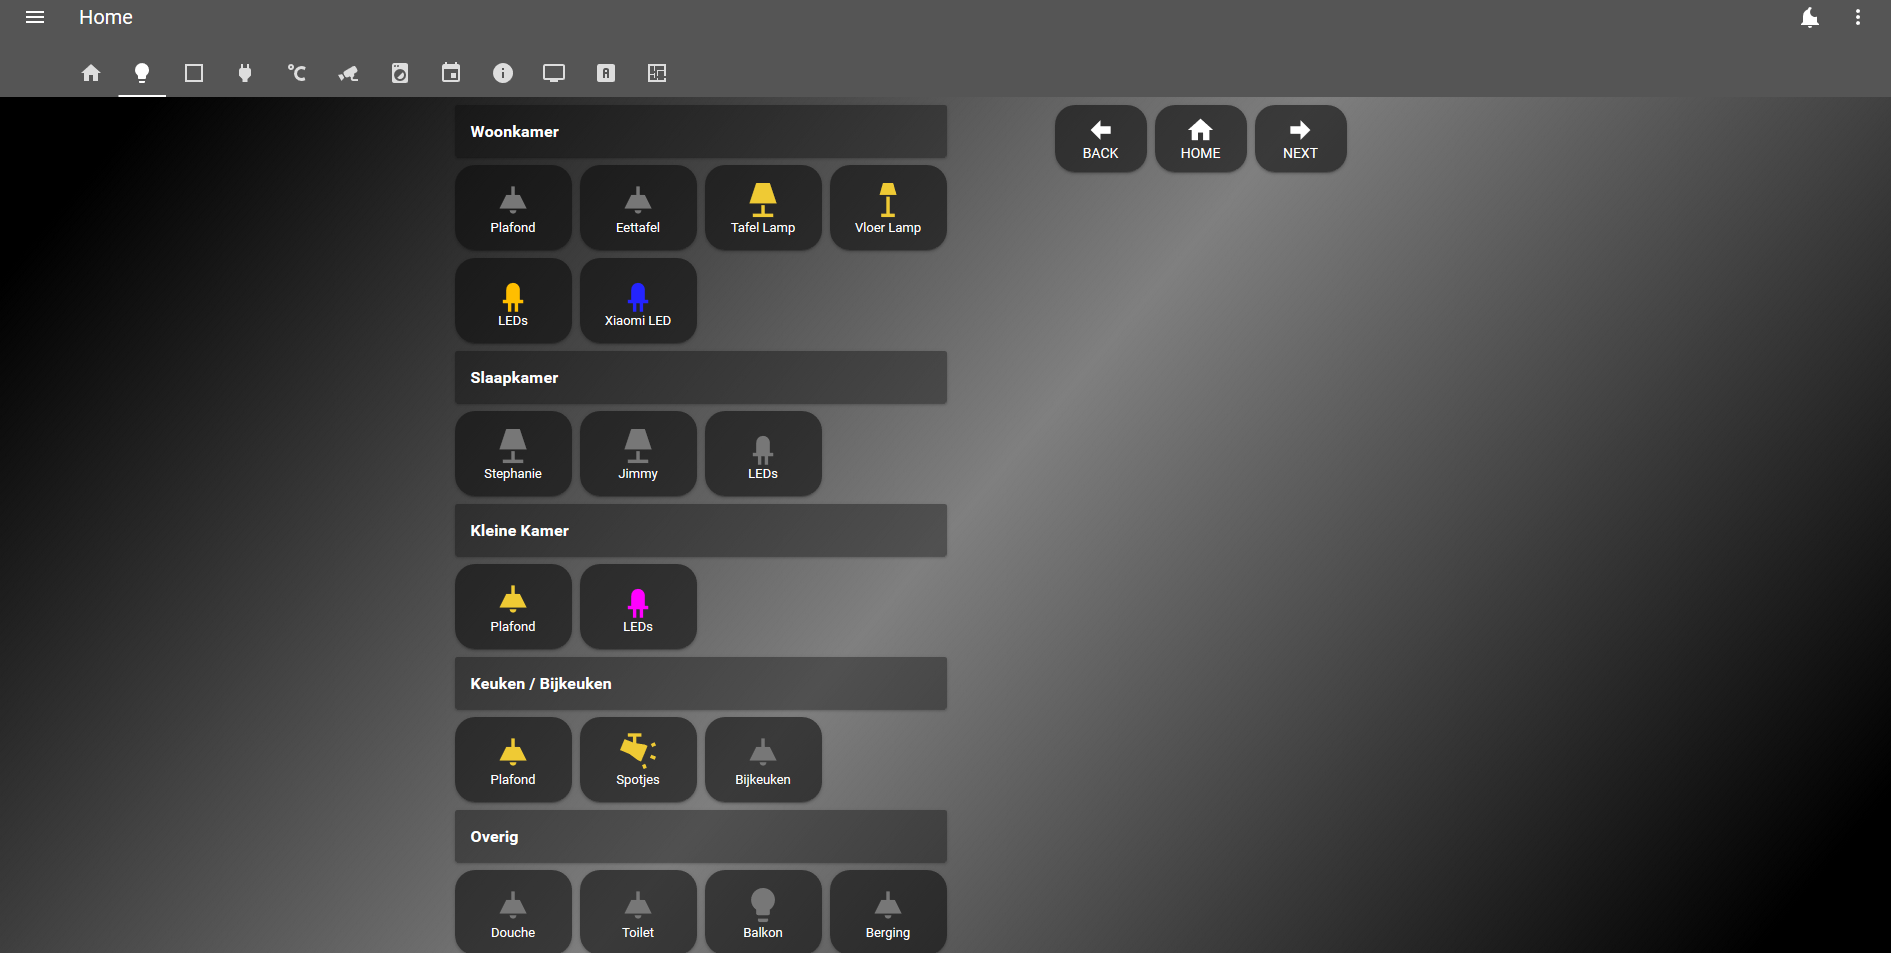 Home
Woonkamer
BACK HOME NEXT
Plafond Eettafel Tafel Lamp Vloer Lamp
LEDs Xiaomi LED
Slaapkamer
Stephanie Jimmy LEDs
Kleine Kamer
Plafond LEDs
Keuken / Bijkeuken
Plafond Spotjes Bijkeuken
Overig
Douche Toilet Balkon Berging